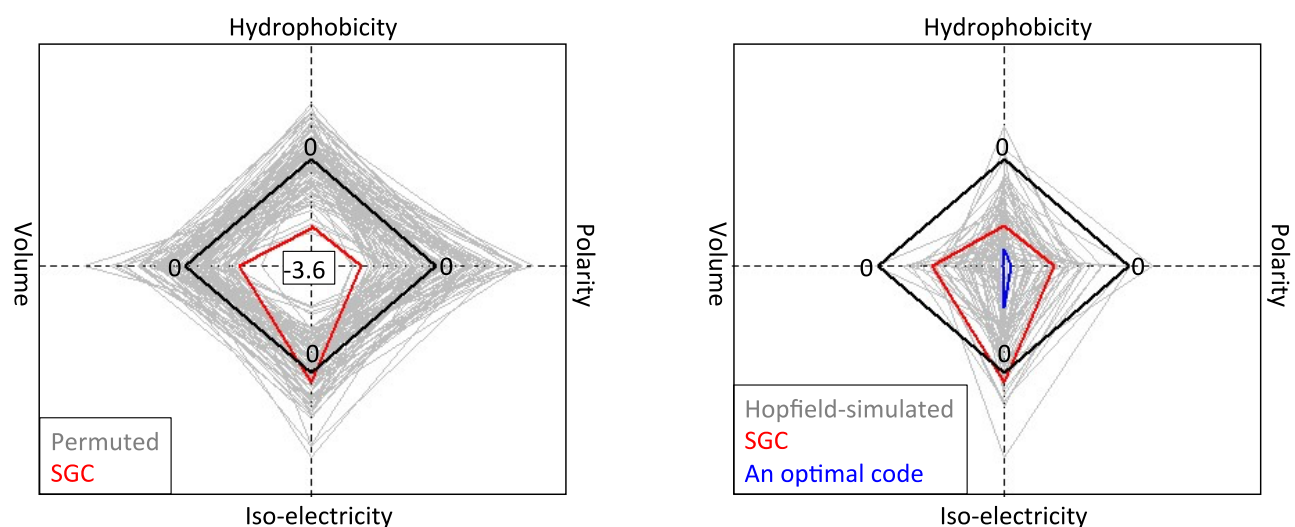 Hydrophobicity
0
Volume
0
-3.6
0
Polarity
0
Permuted
SGC
Iso-electricity
Hydrophobicity
0
Volume
0
0
Polarity
0
Hopfield-simulated
SGC
An optimal code
Iso-electricity